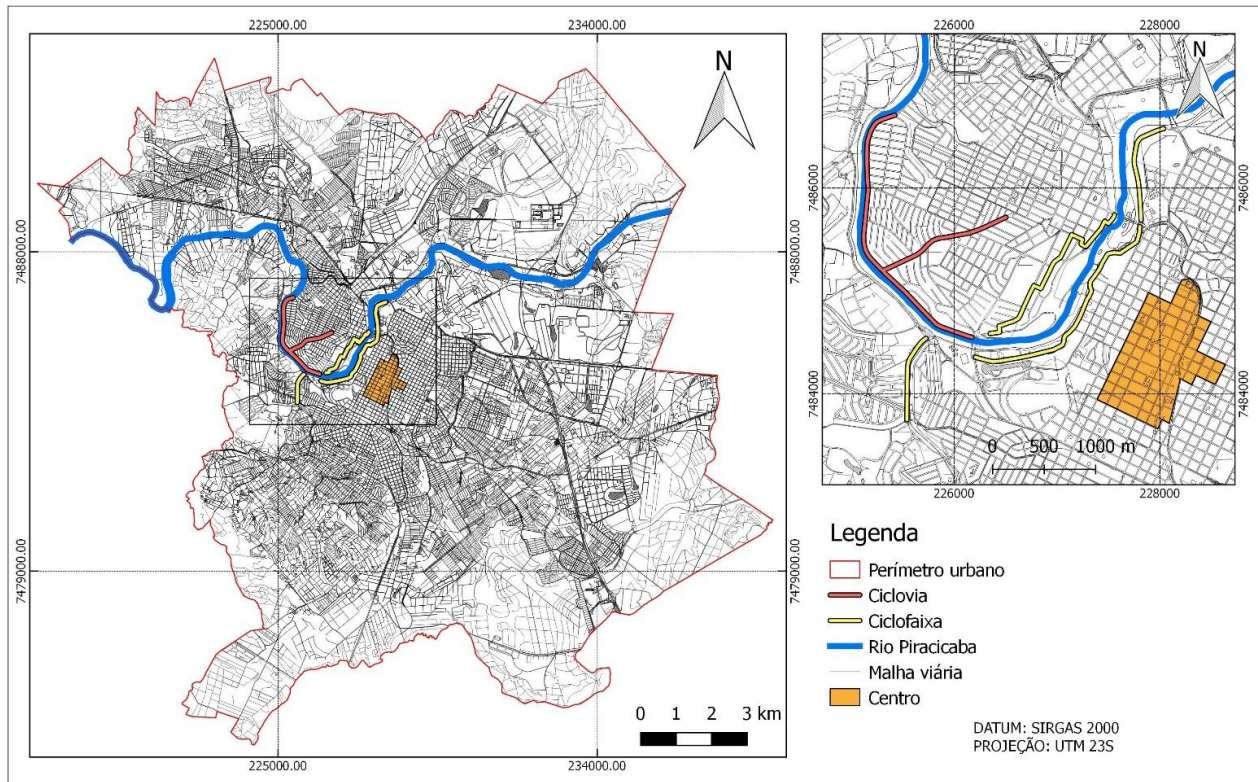 225000.00
234000.00
N
7488000.00
7488000.00
7479000.00
7479000.00
0 1 2 3 km
225000.00
234000.00
226000
228000
N
7486000
7486000
7484000
7484000
0 500 1000 m
226000
228000
Legenda
Perímetro urbano
Ciclovia
Ciclofaixa
Rio Piracicaba
Malha viária
Centro
DATUM: SIRGAS 2000
PROJEÇÃO: UTM 23S